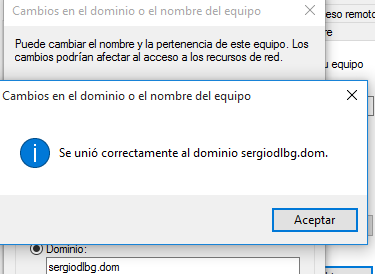 Cambios en el dominio o el nombre del equipo
eso remoto
Puede cambiar el nombre y la pertenencia de este equipo. Los
cambios podrían afectar al acceso a los recursos de red.
u equipo
Cambios en el dominio o el nombre del equipo
Se unió correctamente al dominio sergiodlbg.dom.
Aceptar
Dominio:
sergiodlbg.dom